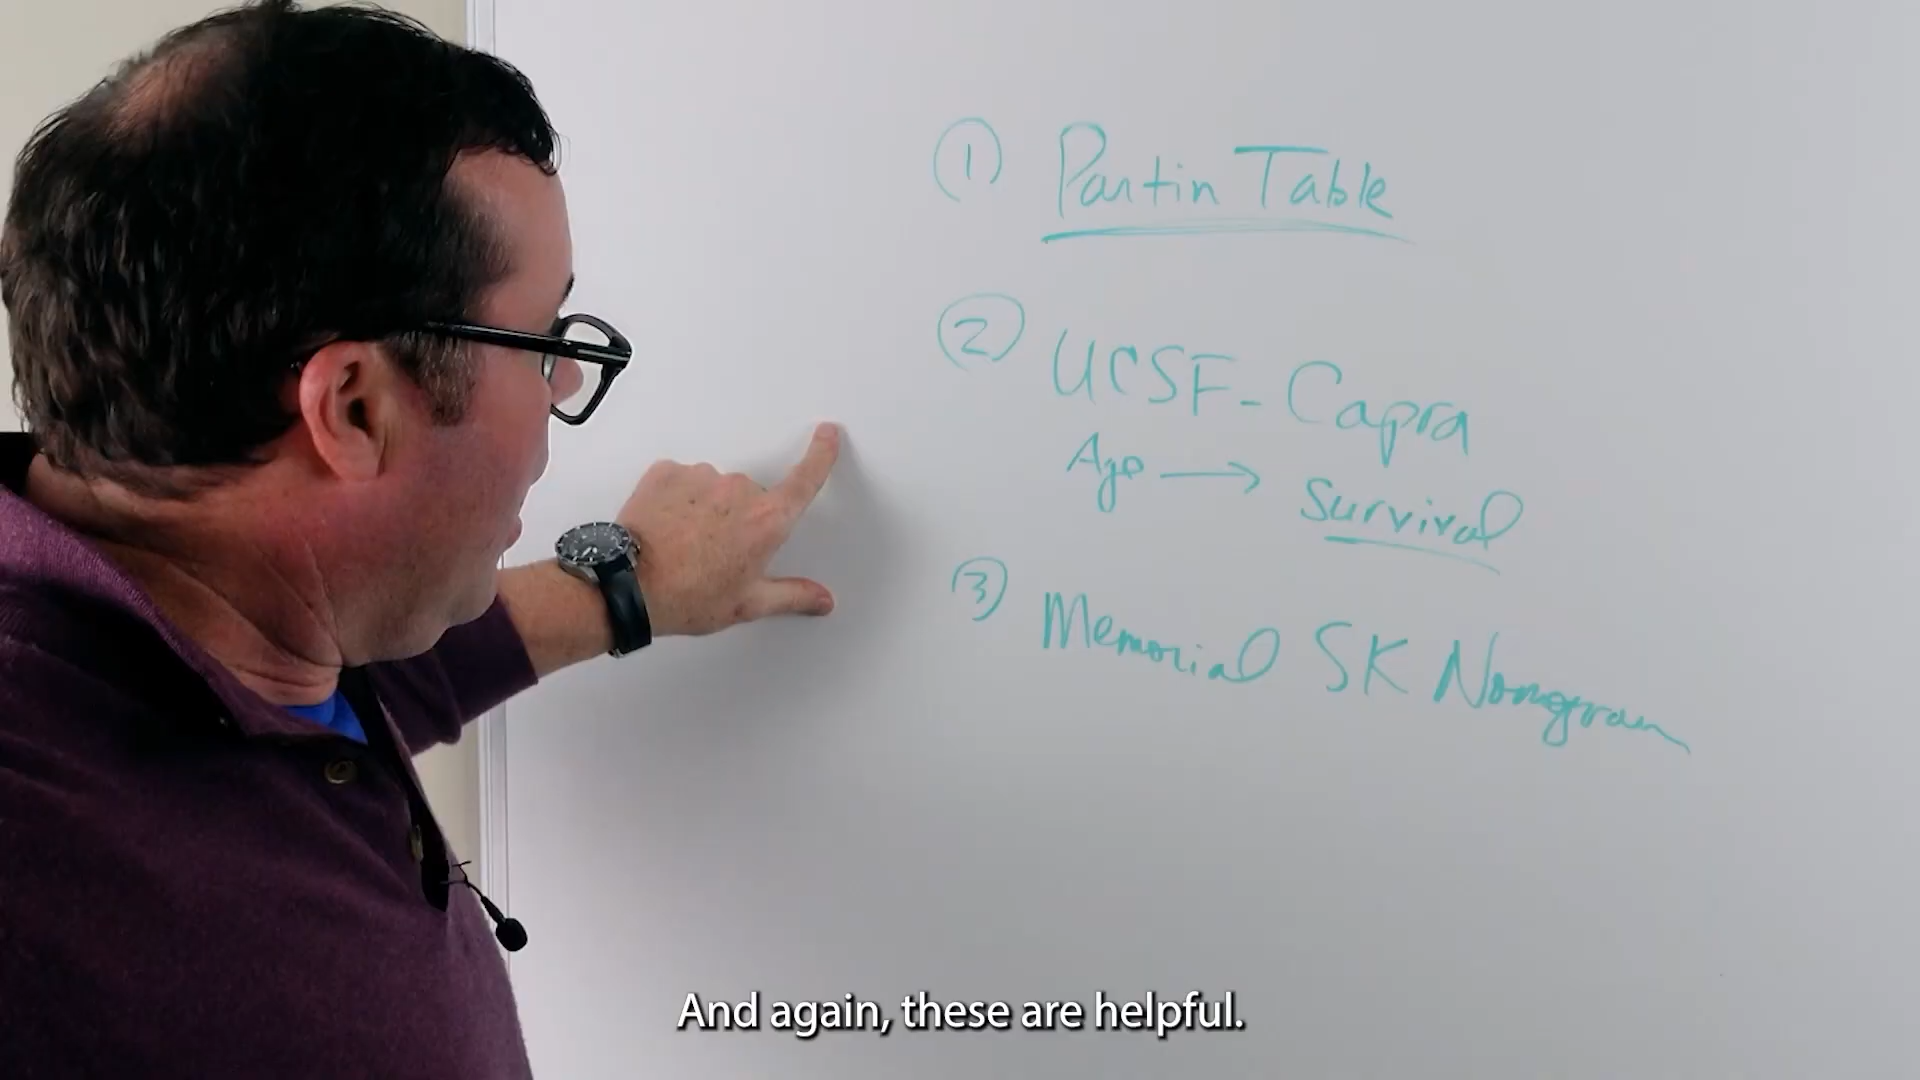 ① Partin Table
② UCSF-Capra
Age → Survival
③ Memorial SK Nomogram
And again, these are helpful.